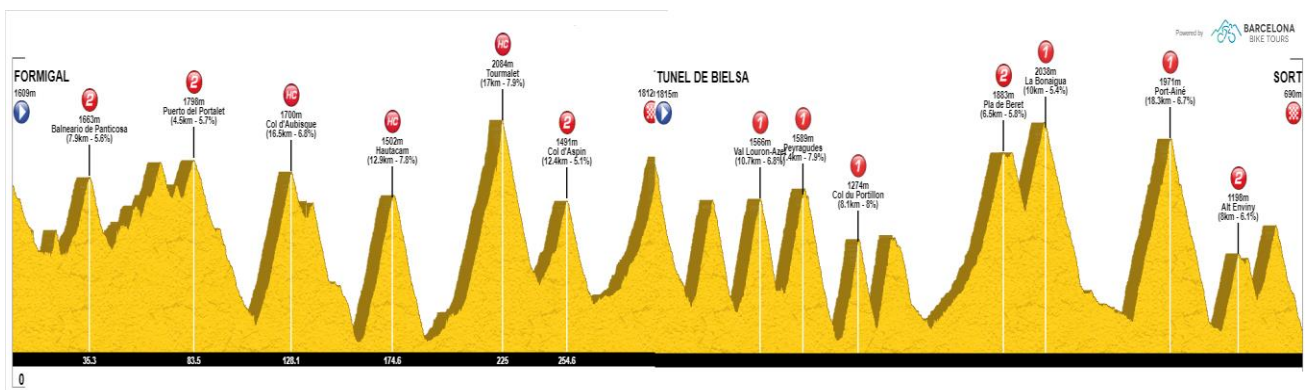 Powered by BARCELONA
BIKE TOURS
FORMIGAL
1609m
2
1663m
Balneario de Panticosa
(7.9km - 5.6%)
2
1798m
Puerto del Portalet
(4.5km - 5.7%)
HC
1700m
Col d'Aubisque
(16.5km - 6.8%)
HC
1502m
Hautacam
(12.9km - 7.8%)
HC
2084m
Tourmalet
(17km - 7.9%)
2
1491m
Col d'Aspin
(12.4km - 5.1%)
TUNEL DE BIELSA
1815m
1
1566m
Val Louron-Azet
(10.7km - 6.8%)
1
1589m
Peyragudes
.4km - 7.9%)
1
1274m
Col du Portillon
(8.1km - 8%)
2
1883m
Pla de Beret
(6.5km - 5.8%)
1
2038m
La Bonaigua
(10km - 5.4%)
1
1971m
Port-Ainé
(18.3km - 6.7%)
2
1198m
Alt Enviny
(8km - 6.1%)
SORT
690m
35.3 83.5 128.1 174.6 225 254.6
0